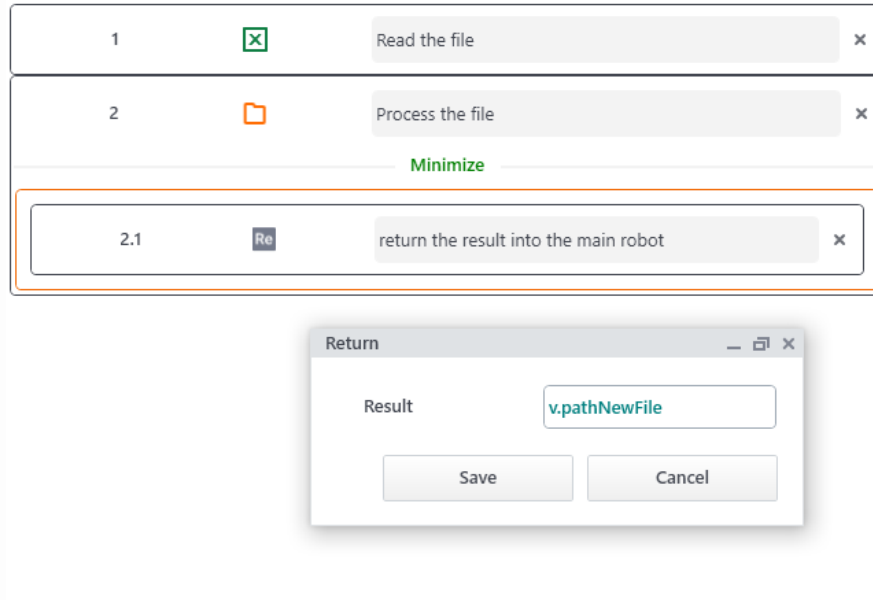 1 Read the file
2 Process the file
Minimize
2.1 Re return the result into the main robot
Return
Result v.pathNewFile
Save Cancel